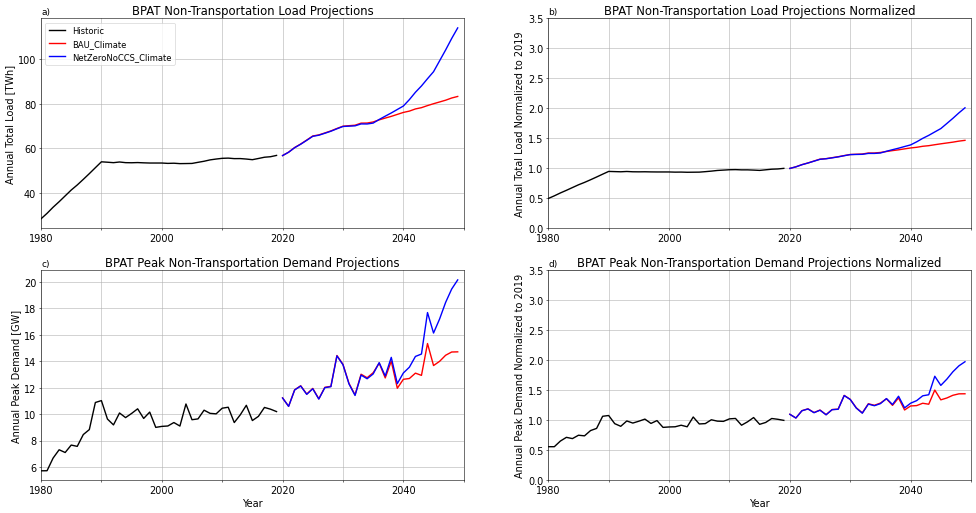 a)
BPAT Non-Transportation Load Projections
Annual Total Load [TWh]
100
80
60
40
Historic
BAU_Climate
NetZeroNoCCS_Climate
1980
2000
2020
2040
b)
BPAT Non-Transportation Load Projections Normalized
Annual Total Load Normalized to 2019
3.5
3.0
2.5
2.0
1.5
1.0
0.5
0.0
1980
2000
2020
2040
c)
BPAT Peak Non-Transportation Demand Projections
Annual Peak Demand [GW]
20
18
16
14
12
10
8
6
1980
2000
2020
2040
Year
d)
BPAT Peak Non-Transportation Demand Projections Normalized
Annual Peak Demand Normalized to 2019
3.5
3.0
2.5
2.0
1.5
1.0
0.5
0.0
1980
2000
2020
2040
Year